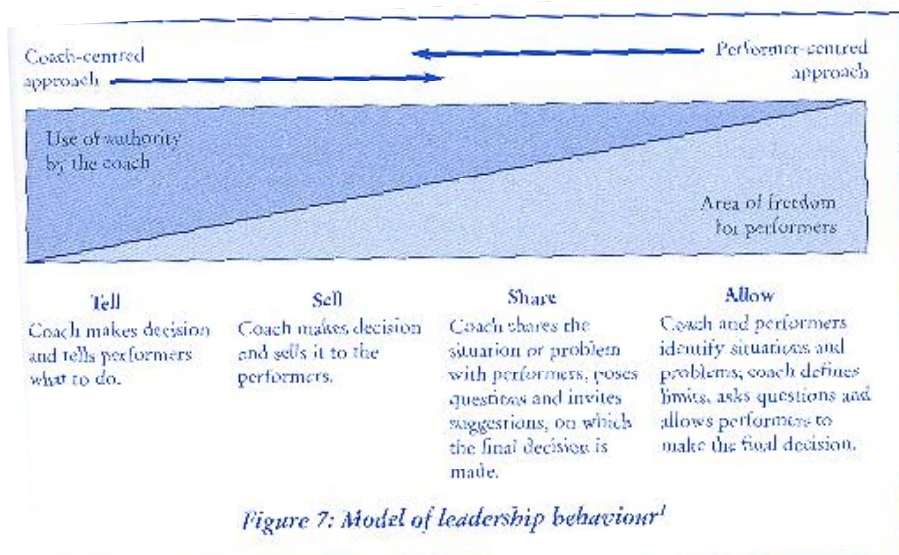 Coach-centred
approach
Performer-centred
approach
Use of authority
by the coach
Area of freedom
for performers
Tell
Coach makes decision
and tells performers
what to do.
Sell
Coach makes decision
and sells it to the
performers.
Share
Coach shares the
situation or problem
with performers, poses
questions and invites
suggestions, on which
the final decision is
made.
Allow
Coach and performers
identify situations and
problems; coach defines
limits, asks questions and
allows performers to
make the final decision.
Figure 7: Model of leadership behaviour¹